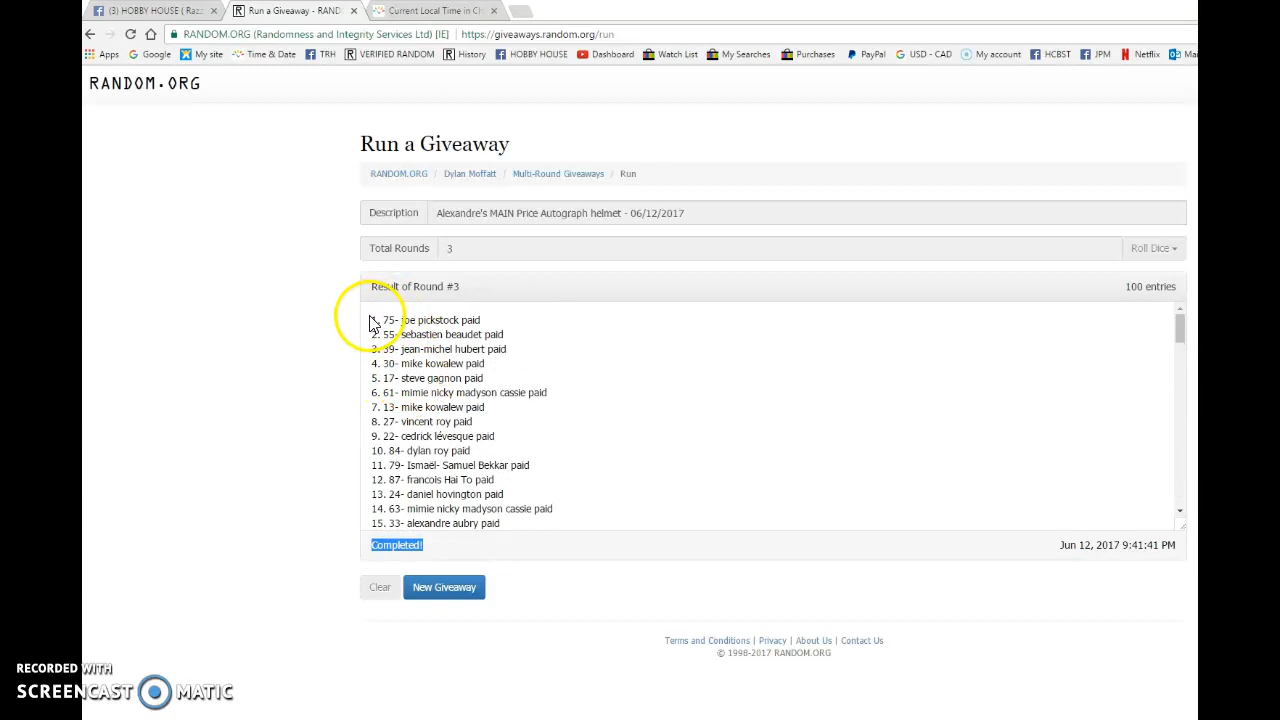 (3) HOBBY HOUSE ( Raz
Run a Giveaway - RAND
Current Local Time in Ch
RANDOM.ORG (Randomness and Integrity Services Ltd) [IE] https://giveaways.random.org/run
Apps Google My site Time & Date TRH VERIFIED RANDOM History HOBBY HOUSE Dashboard Watch List My Searches Purchases PayPal USD - CAD My account HCBST JPM Netflix Ma
RANDOM.ORG
Run a Giveaway
RANDOM.ORG / Dylan Moffatt / Multi-Round Giveaways / Run
Description Alexandre's MAIN Price Autograph helmet - 06/12/2017
Total Rounds 3 Roll Dice
Result of Round #3 100 entries
1. 75- joe pickstock paid
2. 55- sebastien beaudet paid
3. 39- jean-michel hubert paid
4. 30- mike kowalew paid
5. 17- steve gagnon paid
6. 61- mimie nicky madyson cassie paid
7. 13- mike kowalew paid
8. 27- vincent roy paid
9. 22- cedrick lévesque paid
10. 84- dylan roy paid
11. 79- Ismaël- Samuel Bekkar paid
12. 87- francois Hai To paid
13. 24- daniel hovington paid
14. 63- mimie nicky madyson cassie paid
15. 33- alexandre aubry paid
Completed! Jun 12, 2017 9:41:41 PM
Clear New Giveaway
Terms and Conditions | Privacy | About Us | Contact Us
© 1998-2017 RANDOM.ORG
RECORDED WITH
SCREENCAST MATIC